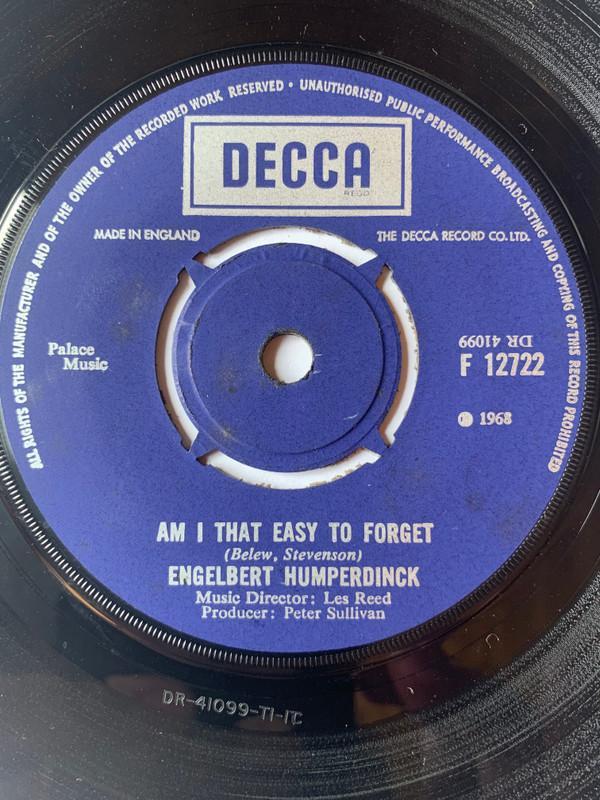 ALL RIGHTS OF THE MANUFACTURER AND OF THE OWNER OF THE RECORDED WORK RESERVED • UNAUTHORISED PUBLIC PERFORMANCE BROADCASTING AND COPYING OF THIS RECORD PROHIBITED
DECCA
REGD
MADE IN ENGLAND
THE DECCA RECORD CO. LTD.
Palace
Music
DR 41099
F 12722
℗ 1968
AM I THAT EASY TO FORGET
(Belew, Stevenson)
ENGELBERT HUMPERDINCK
Music Director: Les Reed
Producer: Peter Sullivan
DR-41099-T1-1C